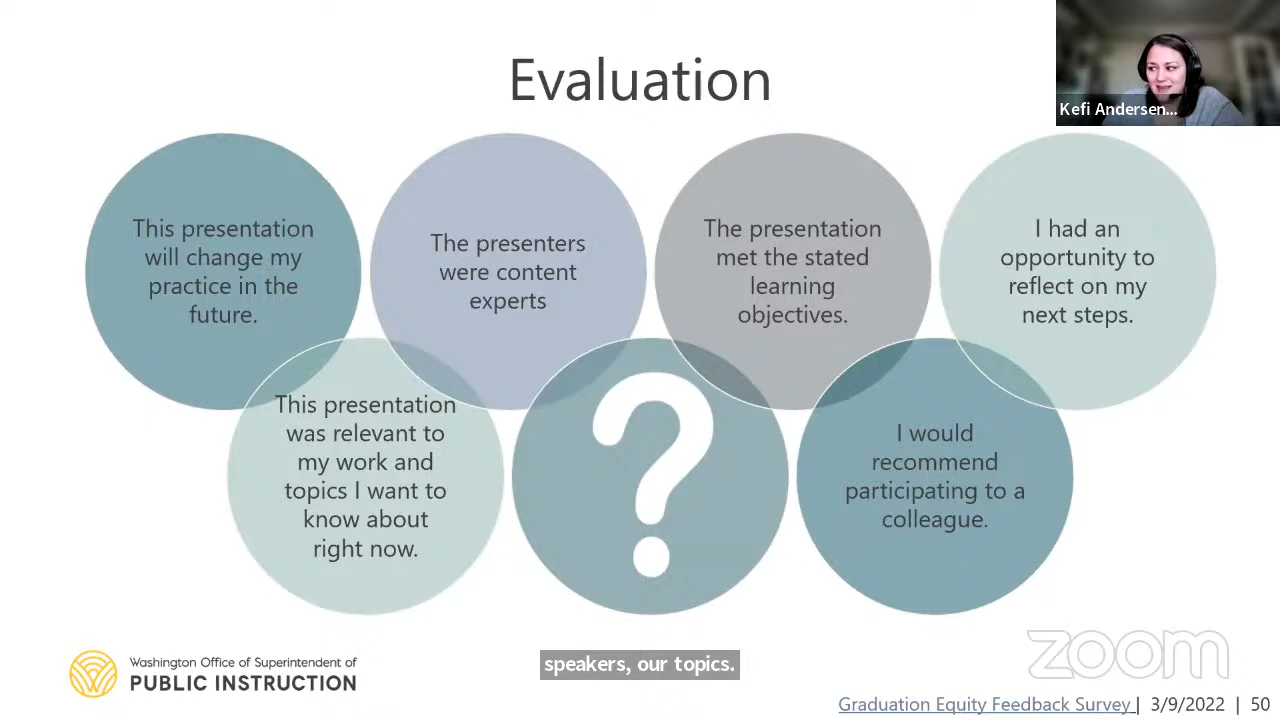 Evaluation
Kefi Andersen...
This presentation
will change my
practice in the
future.
The presenters
were content
experts
The presentation
met the stated
learning
objectives.
I had an
opportunity to
reflect on my
next steps.
This presentation
was relevant to
my work and
topics I want to
know about
right now.
?
I would
recommend
participating to a
colleague.
Washington Office of Superintendent of
PUBLIC INSTRUCTION
speakers, our topics.
zoom
Graduation Equity Feedback Survey | 3/9/2022 | 50